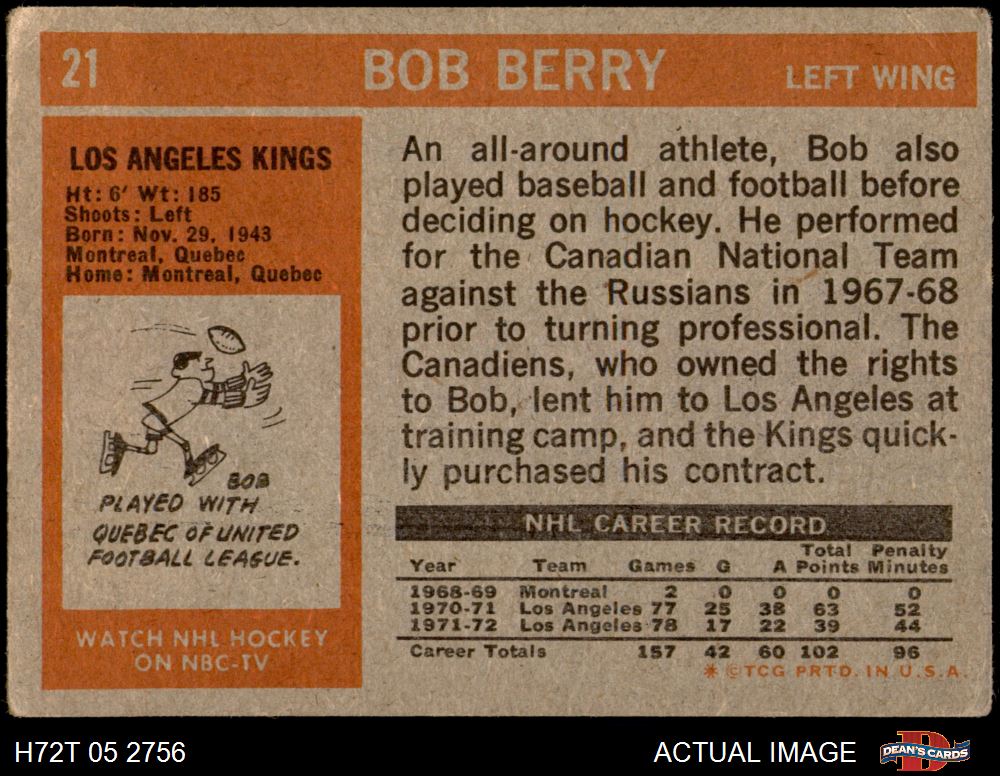 21 BOB BERRY LEFT WING
LOS ANGELES KINGS
Ht: 6' Wt: 185
Shoots: Left
Born: Nov. 29, 1943
Montreal, Quebec
Home: Montreal, Quebec
BOB
PLAYED WITH
QUEBEC OF UNITED
FOOTBALL LEAGUE.
WATCH NHL HOCKEY
ON NBC-TV
An all-around athlete, Bob also
played baseball and football before
deciding on hockey. He performed
for the Canadian National Team
against the Russians in 1967-68
prior to turning professional. The
Canadiens, who owned the rights
to Bob, lent him to Los Angeles at
training camp, and the Kings quick-
ly purchased his contract.
NHL CAREER RECORD
Total Penalty
Year Team Games G A Points Minutes
1968-69 Montreal 2 0 0 0 0
1970-71 Los Angeles 77 25 38 63 52
1971-72 Los Angeles 78 17 22 39 44
Career Totals 157 42 60 102 96
* © TCG PRTD. IN U.S.A.
H72T 05 2756 ACTUAL IMAGE D DEAN'S CARDS